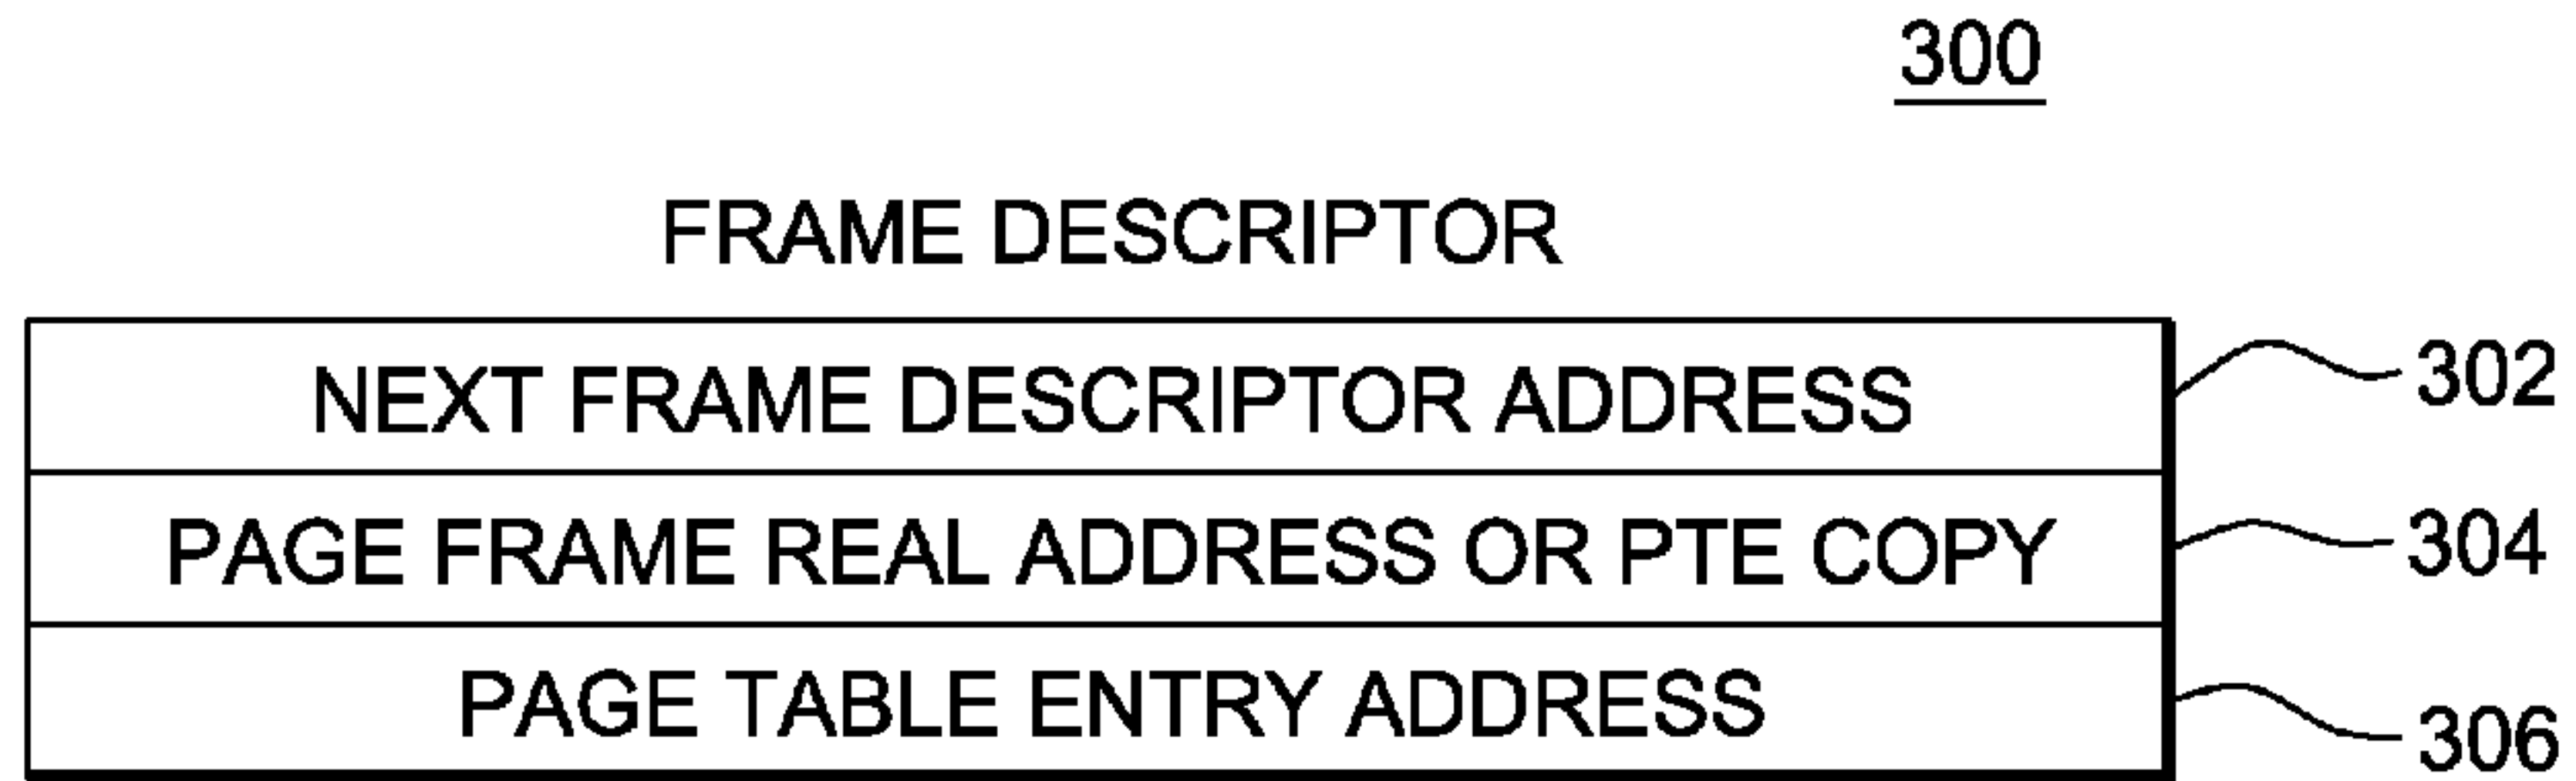 300
FRAME DESCRIPTOR
NEXT FRAME DESCRIPTOR ADDRESS 302
PAGE FRAME REAL ADDRESS OR PTE COPY 304
PAGE TABLE ENTRY ADDRESS 306